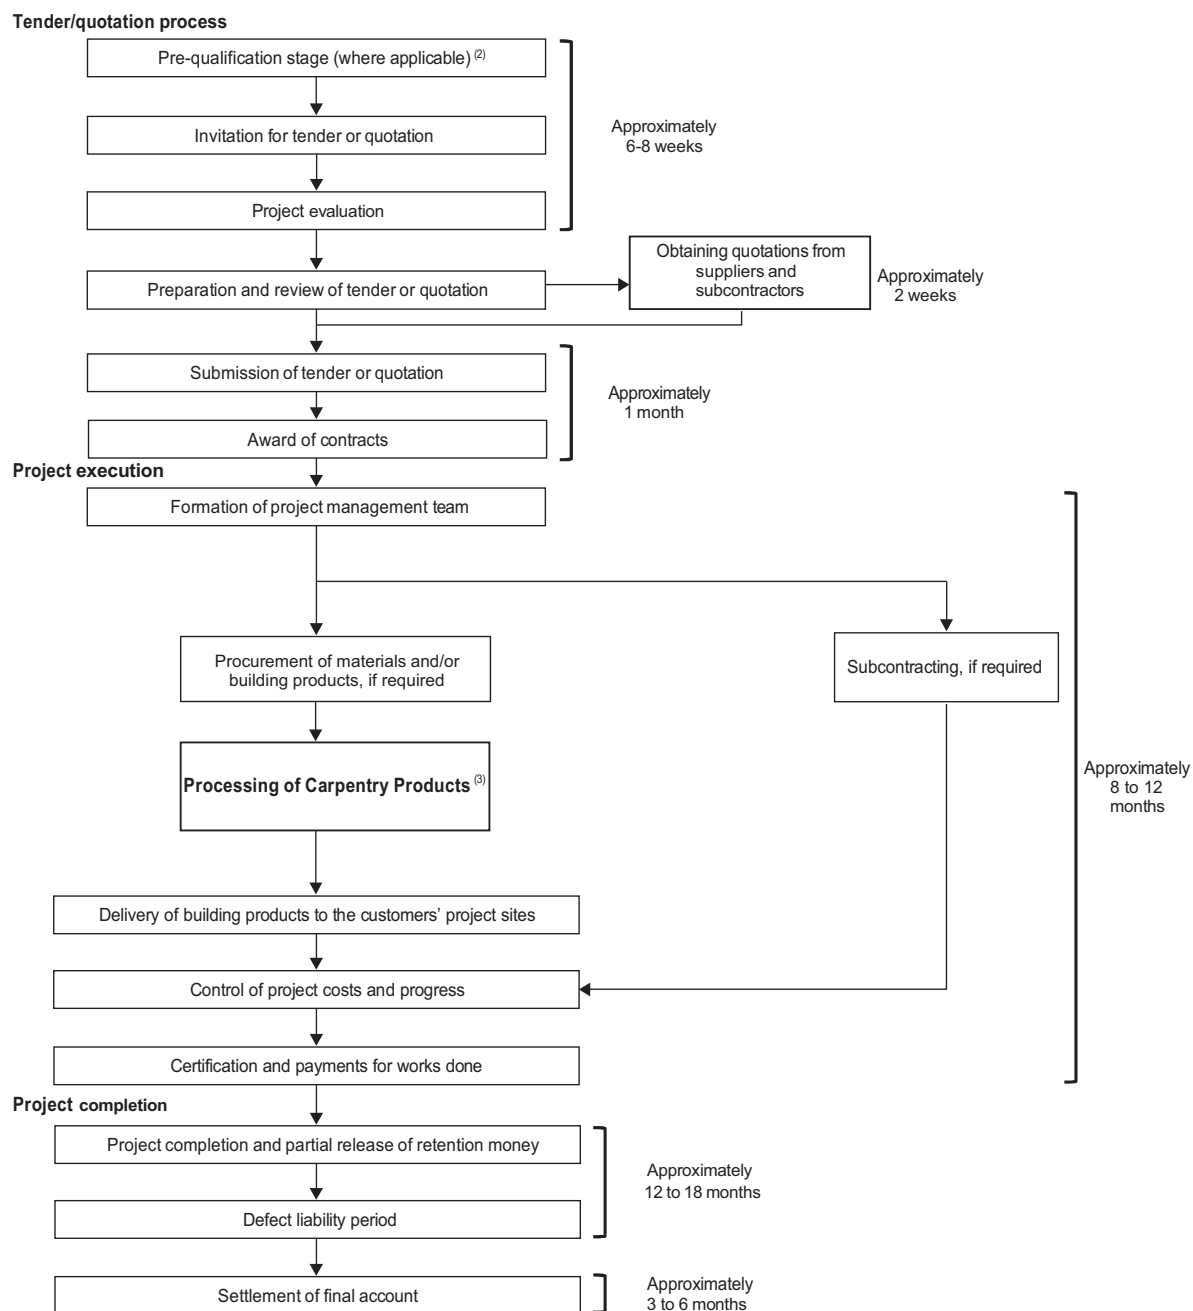 Tender/quotation process
Pre-qualification stage (where applicable) (2)
Invitation for tender or quotation
Approximately
6-8 weeks
Project evaluation
Obtaining quotations from
suppliers and
subcontractors
Approximately
2 weeks
Preparation and review of tender or quotation
Submission of tender or quotation
Approximately
1 month
Award of contracts
Project execution
Formation of project management team
Procurement of materials and/or
building products, if required
Subcontracting, if required
Processing of Carpentry Products (3)
Approximately
8 to 12
months
Delivery of building products to the customers’ project sites
Control of project costs and progress
Certification and payments for works done
Project completion
Project completion and partial release of retention money
Approximately
12 to 18 months
Defect liability period
Settlement of final account
Approximately
3 to 6 months